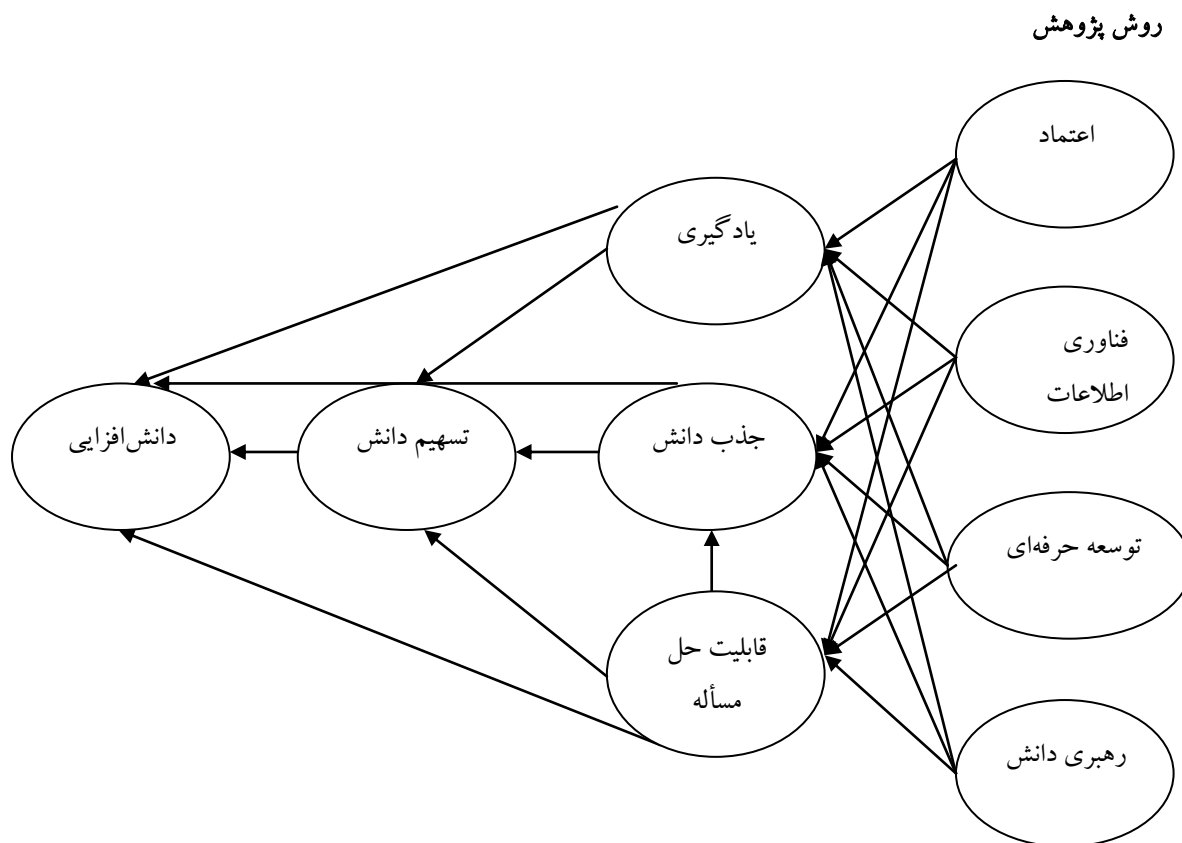 روش پژوهش
اعتماد
یادگیری
فناوری
اطلاعات
جذب دانش
تسهیم دانش
دانش‌افزایی
توسعه حرفه‌ای
قابلیت حل
مسأله
رهبری دانش